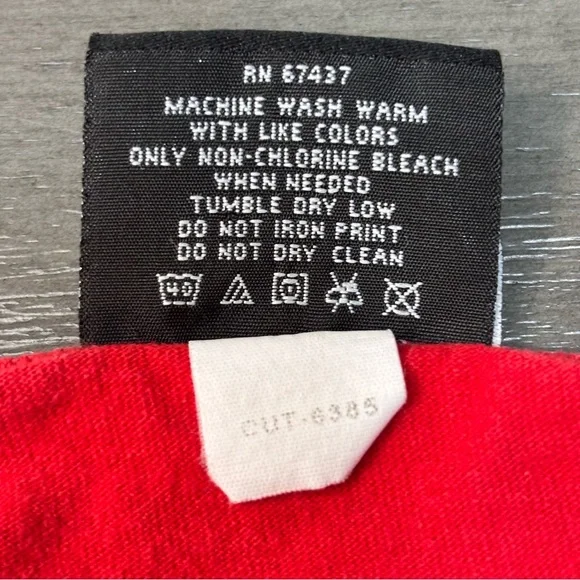 RN 67437
MACHINE WASH WARM
WITH LIKE COLORS
ONLY NON-CHLORINE BLEACH
WHEN NEEDED
TUMBLE DRY LOW
DO NOT IRON PRINT
DO NOT DRY CLEAN
40
CUT-6385